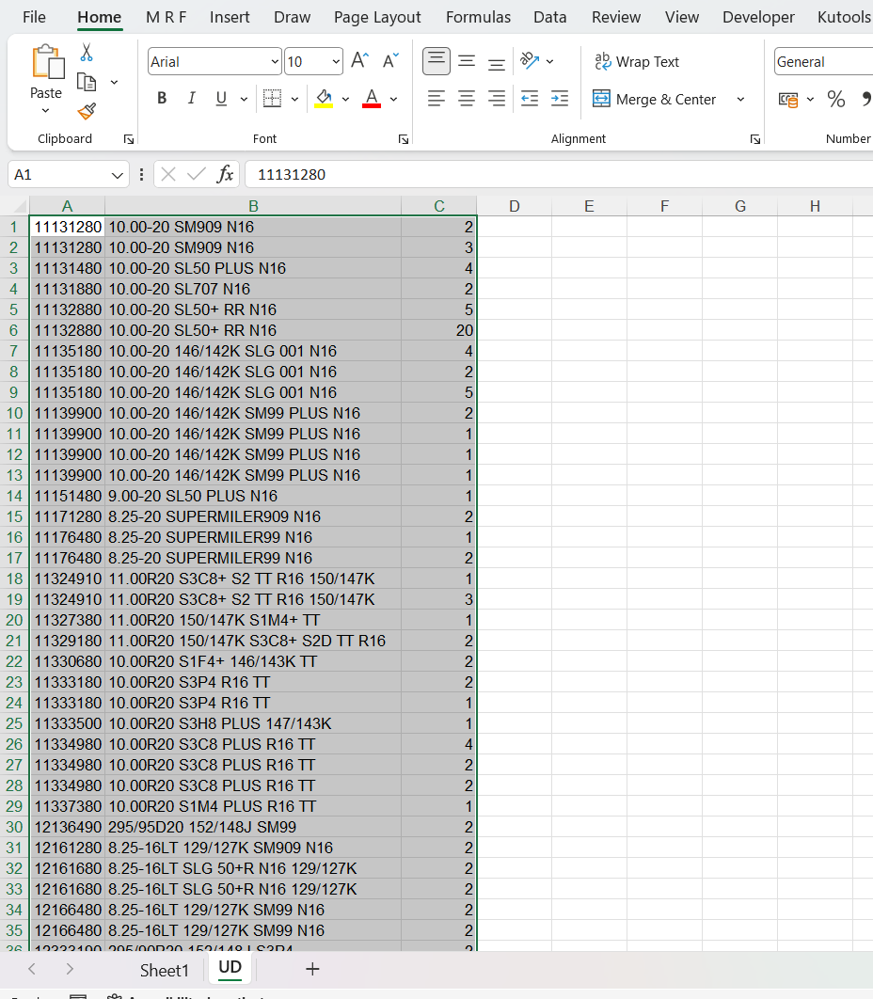 File Home M R F Insert Draw Page Layout Formulas Data Review View Developer Kutools
Paste Arial 10 A A Wrap Text General
B I U A Merge & Center %
Clipboard Font Alignment Number
A1 fx 11131280
A B C D E F G H
1 11131280 10.00-20 SM909 N16 2
2 11131280 10.00-20 SM909 N16 3
3 11131480 10.00-20 SL50 PLUS N16 4
4 11131880 10.00-20 SL707 N16 2
5 11132880 10.00-20 SL50+ RR N16 5
6 11132880 10.00-20 SL50+ RR N16 20
7 11135180 10.00-20 146/142K SLG 001 N16 4
8 11135180 10.00-20 146/142K SLG 001 N16 2
9 11135180 10.00-20 146/142K SLG 001 N16 5
10 11139900 10.00-20 146/142K SM99 PLUS N16 2
11 11139900 10.00-20 146/142K SM99 PLUS N16 1
12 11139900 10.00-20 146/142K SM99 PLUS N16 1
13 11139900 10.00-20 146/142K SM99 PLUS N16 1
14 11151480 9.00-20 SL50 PLUS N16 1
15 11171280 8.25-20 SUPERMILER909 N16 2
16 11176480 8.25-20 SUPERMILER99 N16 1
17 11176480 8.25-20 SUPERMILER99 N16 2
18 11324910 11.00R20 S3C8+ S2 TT R16 150/147K 1
19 11324910 11.00R20 S3C8+ S2 TT R16 150/147K 3
20 11327380 11.00R20 150/147K S1M4+ TT 1
21 11329180 11.00R20 150/147K S3C8+ S2D TT R16 2
22 11330680 10.00R20 S1F4+ 146/143K TT 2
23 11333180 10.00R20 S3P4 R16 TT 2
24 11333180 10.00R20 S3P4 R16 TT 1
25 11333500 10.00R20 S3H8 PLUS 147/143K 1
26 11334980 10.00R20 S3C8 PLUS R16 TT 4
27 11334980 10.00R20 S3C8 PLUS R16 TT 2
28 11334980 10.00R20 S3C8 PLUS R16 TT 2
29 11337380 10.00R20 S1M4 PLUS R16 TT 1
30 12136490 295/95D20 152/148J SM99 2
31 12161280 8.25-16LT 129/127K SM909 N16 2
32 12161680 8.25-16LT SLG 50+R N16 129/127K 2
33 12161680 8.25-16LT SLG 50+R N16 129/127K 2
34 12166480 8.25-16LT 129/127K SM99 N16 2
35 12166480 8.25-16LT 129/127K SM99 N16 2
Sheet1 UD